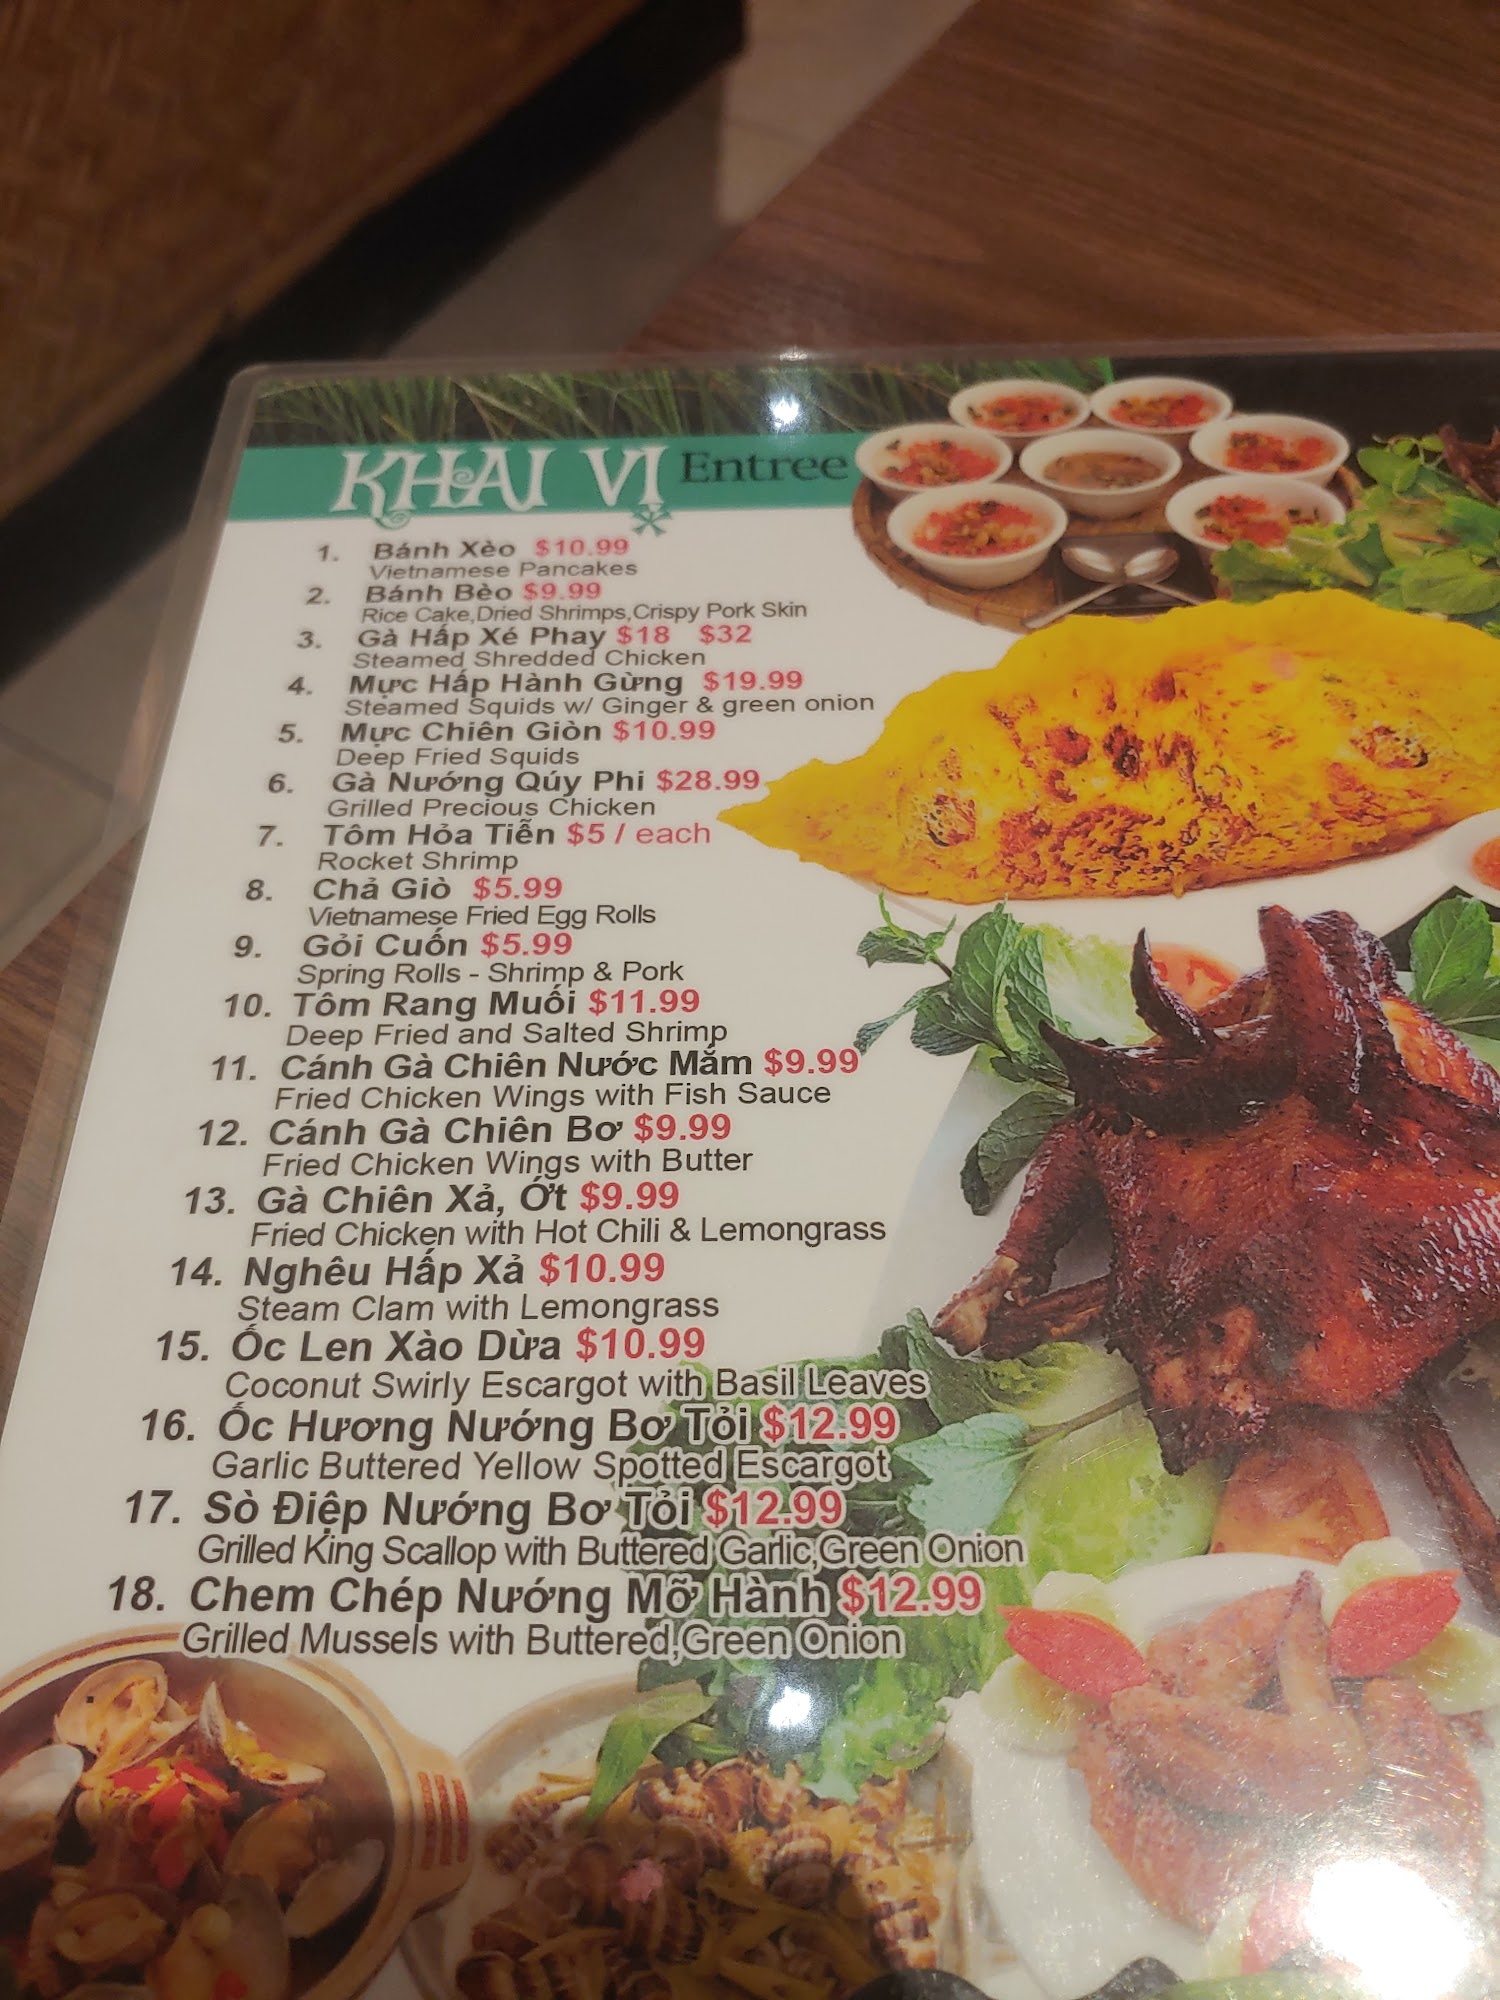 KHAI VỊ Entree
1. Bánh Xèo $10.99
Vietnamese Pancakes
2. Bánh Bèo $9.99
Rice Cake,Dried Shrimps,Crispy Pork Skin
3. Gà Hấp Xé Phay $18 $32
Steamed Shredded Chicken
4. Mực Hấp Hành Gừng $19.99
Steamed Squids w/ Ginger & green onion
5. Mực Chiên Giòn $10.99
Deep Fried Squids
6. Gà Nướng Qúy Phi $28.99
Grilled Precious Chicken
7. Tôm Hỏa Tiễn $5 / each
Rocket Shrimp
8. Chả Giò $5.99
Vietnamese Fried Egg Rolls
9. Gỏi Cuốn $5.99
Spring Rolls - Shrimp & Pork
10. Tôm Rang Muối $11.99
Deep Fried and Salted Shrimp
11. Cánh Gà Chiên Nước Mắm $9.99
Fried Chicken Wings with Fish Sauce
12. Cánh Gà Chiên Bơ $9.99
Fried Chicken Wings with Butter
13. Gà Chiên Xả, Ớt $9.99
Fried Chicken with Hot Chili & Lemongrass
14. Nghêu Hấp Xả $10.99
Steam Clam with Lemongrass
15. Ốc Len Xào Dừa $10.99
Coconut Swirly Escargot with Basil Leaves
16. Ốc Hương Nướng Bơ Tỏi $12.99
Garlic Buttered Yellow Spotted Escargot
17. Sò Điệp Nướng Bơ Tỏi $12.99
Grilled King Scallop with Buttered Garlic,Green Onion
18. Chem Chép Nướng Mỡ Hành $12.99
Grilled Mussels with Buttered,Green Onion